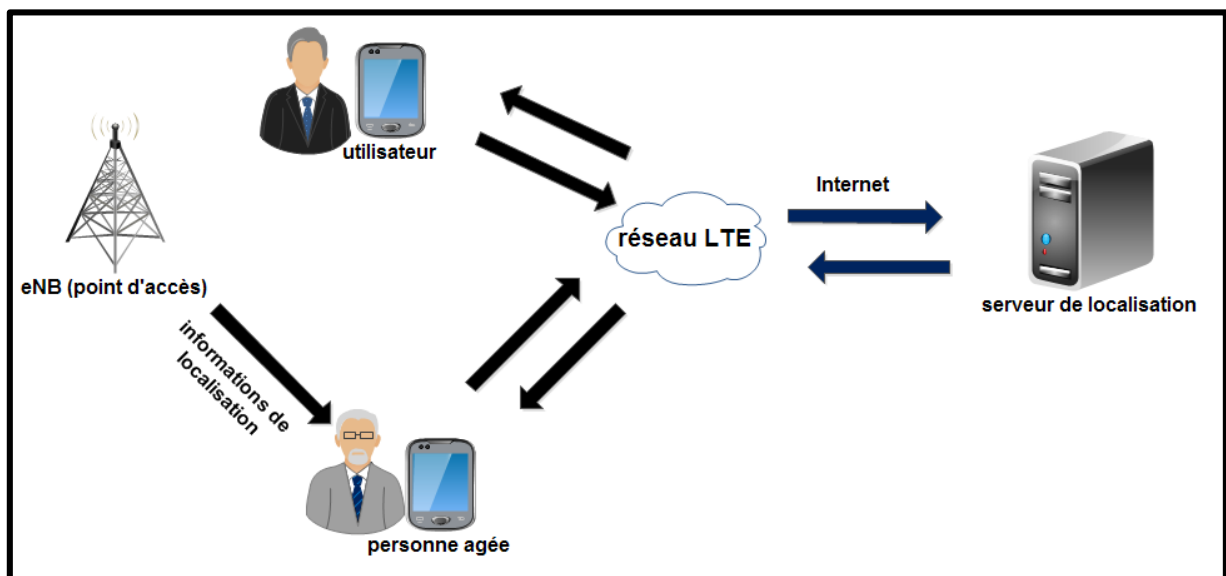 utilisateur
Internet
réseau LTE
eNB (point d'accès)
serveur de localisation
informations de
localisation
personne agée